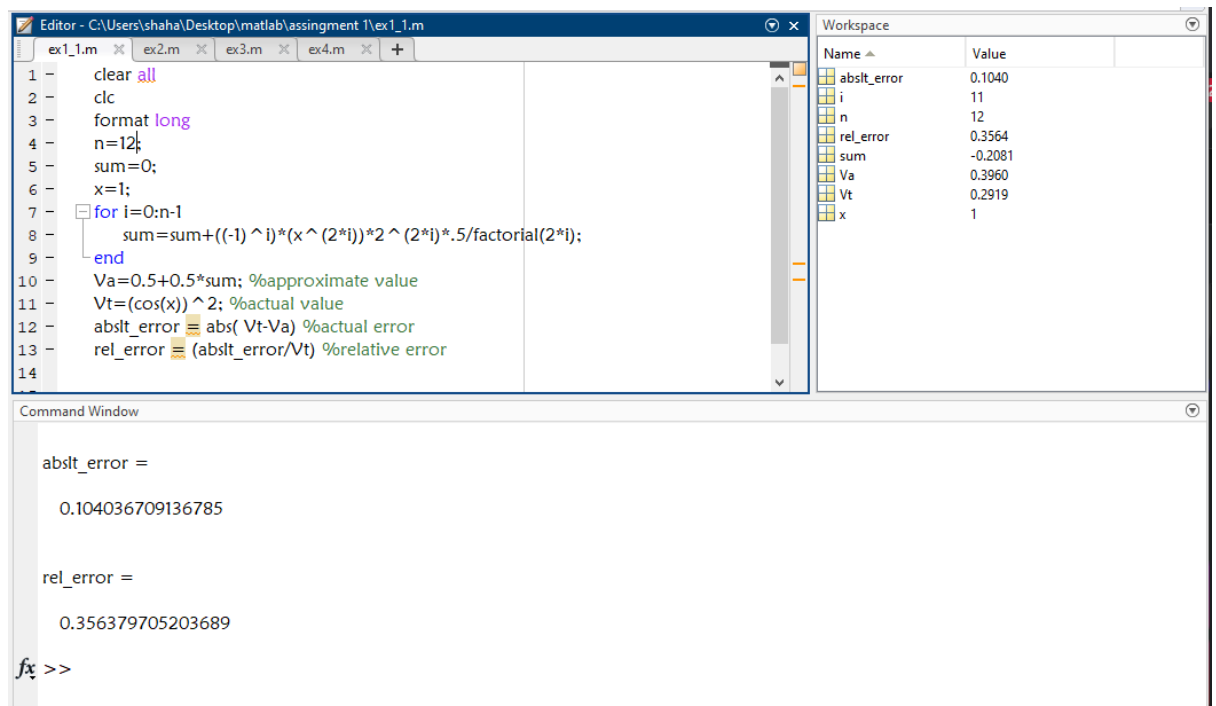 Editor - C:\Users\shaha\Desktop\matlab\assingment 1\ex1_1.m
ex1_1.m ex2.m ex3.m ex4.m +
1 - clear all
2 - clc
3 - format long
4 - n=12;
5 - sum=0;
6 - x=1;
7 - for i=0:n-1
8 - sum=sum+((-1)^i)*(x^(2*i))*2^(2*i)*.5/factorial(2*i);
9 - end
10 - Va=0.5+0.5*sum; %approximate value
11 - Vt=(cos(x))^2; %actual value
12 - abslt_error = abs( Vt-Va) %actual error
13 - rel_error = (abslt_error/Vt) %relative error
14
Workspace
Name Value
abslt_error 0.1040
i 11
n 12
rel_error 0.3564
sum -0.2081
Va 0.3960
Vt 0.2919
x 1
Command Window
abslt_error =
0.104036709136785
rel_error =
0.356379705203689
fx >>